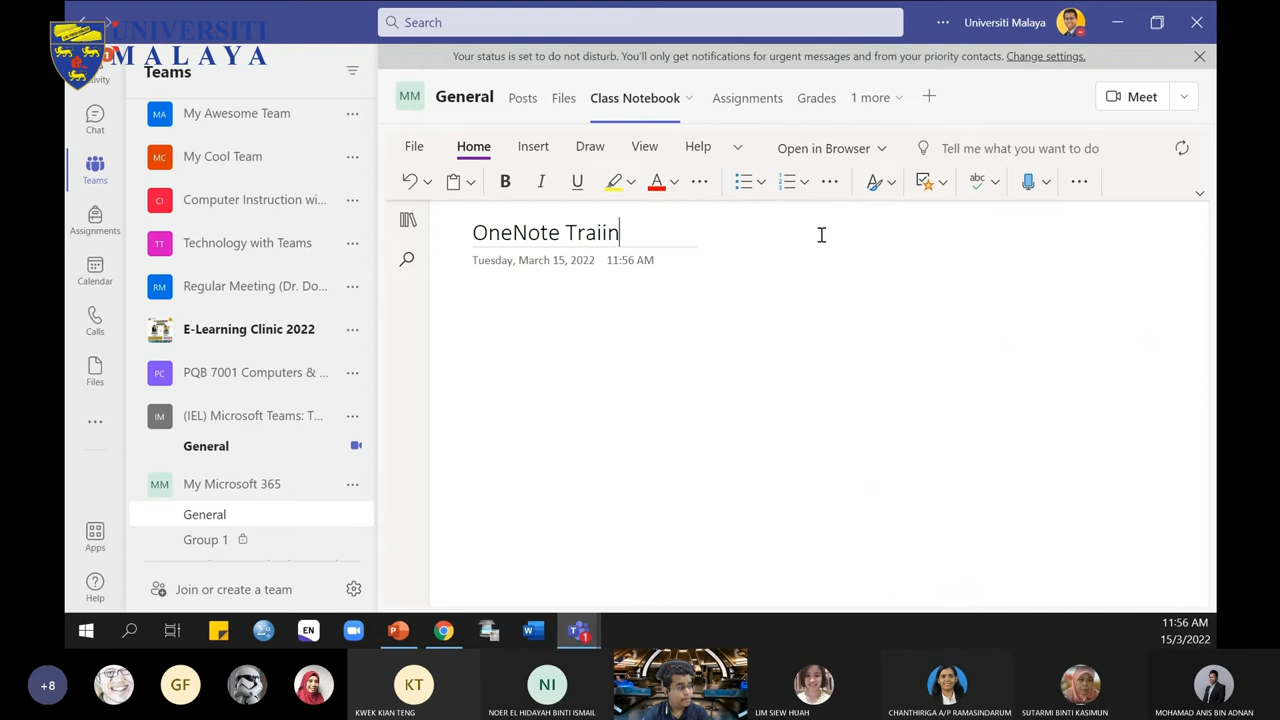 UNIVERSITI
MALAYA
Search
Universiti Malaya
Your status is set to do not disturb. You'll only get notifications for urgent messages and from your priority contacts. Change settings.
Teams
MM
General
Posts
Files
Class Notebook
Assignments
Grades
1 more
Meet
File
Home
Insert
Draw
View
Help
Open in Browser
Tell me what you want to do
B
I
U
A
abc
OneNote Traiin
Tuesday, March 15, 2022 11:56 AM
Chat
Teams
Assignments
Calendar
Calls
Files
Apps
Help
MA My Awesome Team
MC My Cool Team
CI Computer Instruction wi...
TT Technology with Teams
RM Regular Meeting (Dr. Do...
E-Learning Clinic 2022
PC PQB 7001 Computers & ...
IM (IEL) Microsoft Teams: T...
General
MM My Microsoft 365
General
Group 1
Join or create a team
EN
11:56 AM
15/3/2022
+8
GF
KT
KWEK KIAN TENG
NI
NOER EL HIDAYAH BINTI ISMAIL
LIM SIEW HUAH
CHANTHIRIGA A/P RAMASINDARUM
SUTARMI BINTI KASIMUN
MOHAMAD ANIS BIN ADNAN